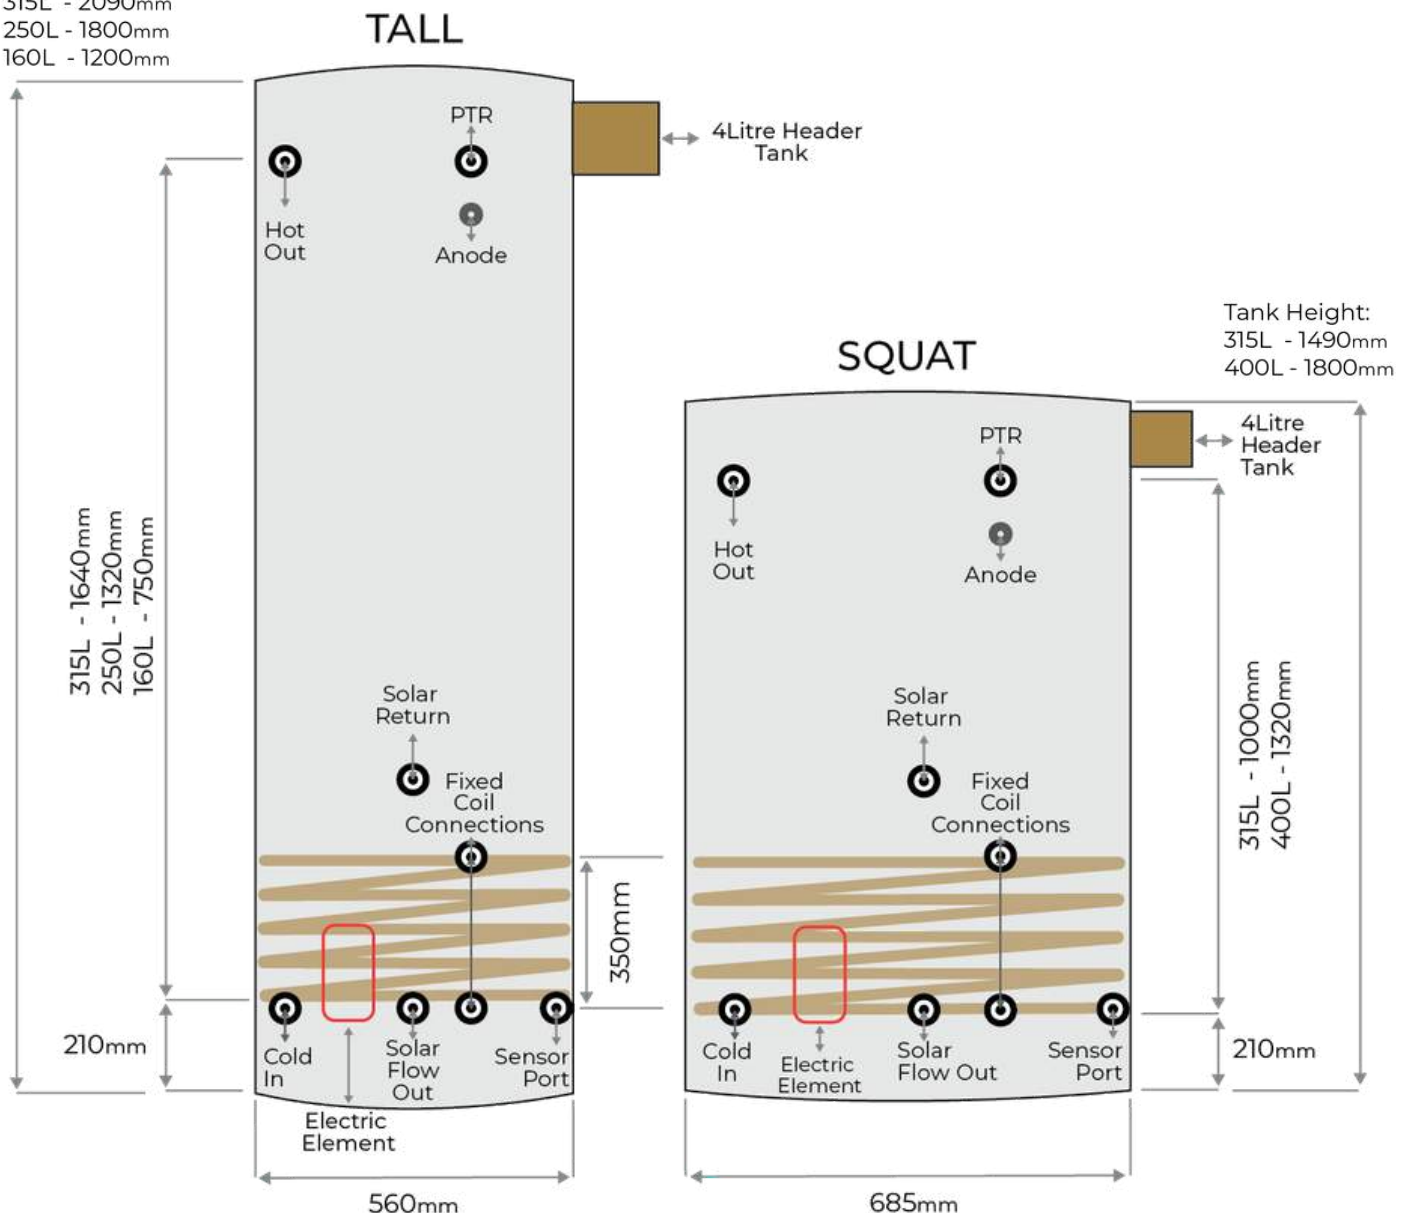 315L - 2090mm
250L - 1800mm
160L - 1200mm
TALL
PTR
4Litre Header
Tank
Hot
Out
Anode
315L - 1640mm
250L - 1320mm
160L - 750mm
Solar
Return
Fixed
Coil
Connections
350mm
210mm
Cold
In
Solar
Flow
Out
Sensor
Port
Electric
Element
560mm
SQUAT
Tank Height:
315L - 1490mm
400L - 1800mm
PTR
4Litre
Header
Tank
Hot
Out
Anode
Solar
Return
Fixed
Coil
Connections
315L - 1000mm
400L - 1320mm
Cold
In
Electric
Element
Solar
Flow Out
Sensor
Port
210mm
685mm